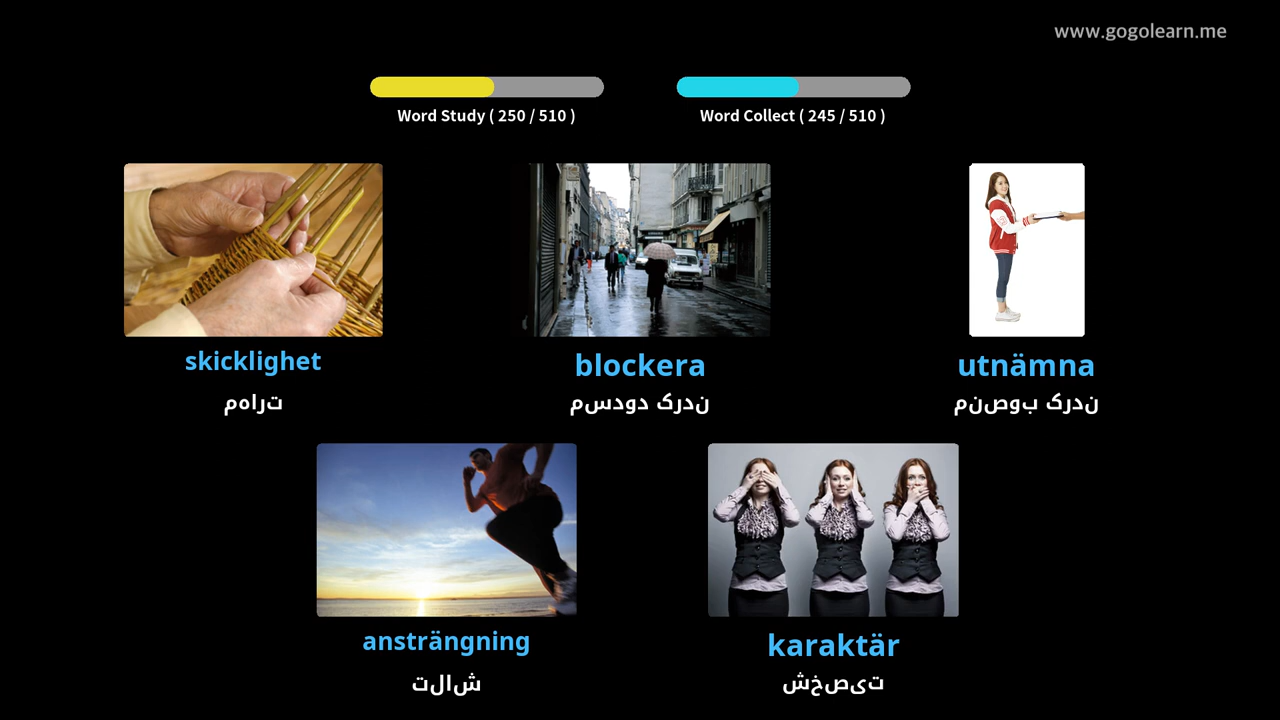 www.gogolearn.me
Word Study ( 250 / 510 )
Word Collect ( 245 / 510 )
skicklighet
مهارت
blockera
مسدود کردن
utnämna
منصوب کردن
ansträngning
تلاش
karaktär
شخصیت